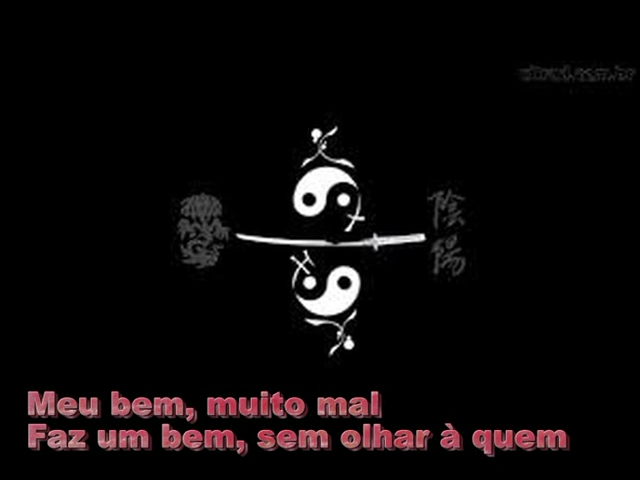 陰
陽
Meu bem, muito mal
Faz um bem, sem olhar à quem